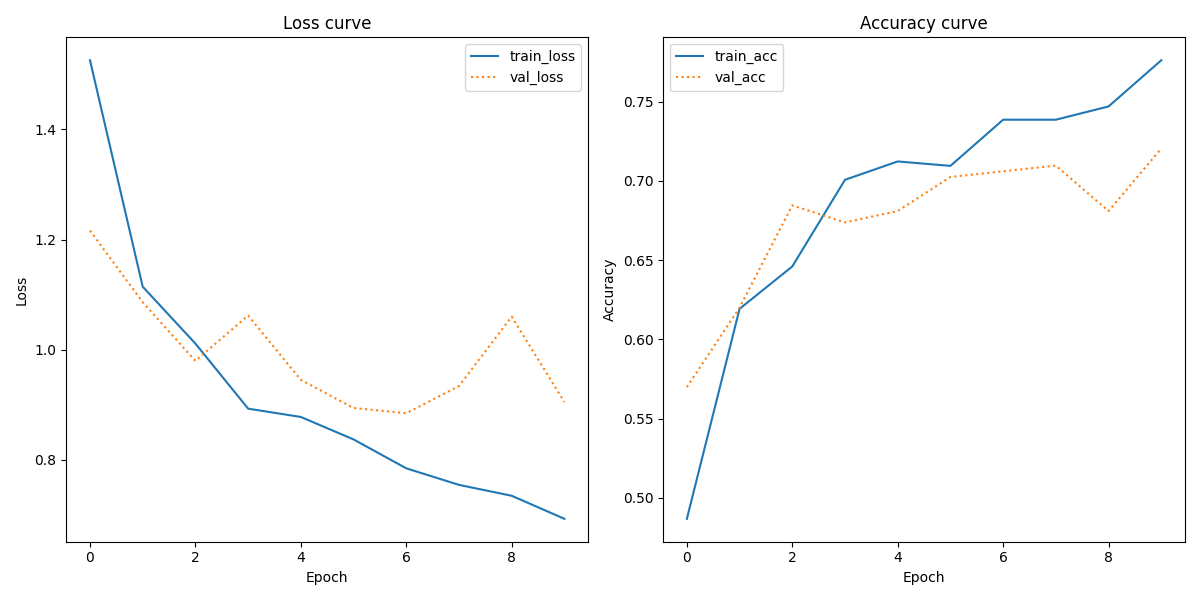 Loss curve
train_loss
val_loss
1.4
1.2
1.0
0.8
Loss
0 2 4 6 8
Epoch
Accuracy curve
train_acc
val_acc
0.75
0.70
0.65
0.60
0.55
0.50
Accuracy
0 2 4 6 8
Epoch